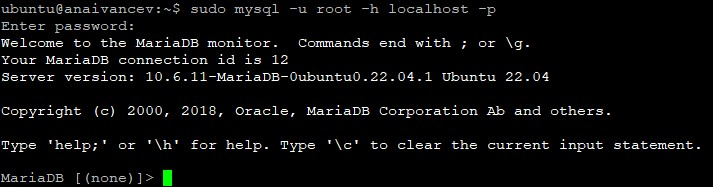 ubuntu@anaivancev:~$ sudo mysql -u root -h localhost -p
Enter password:
Welcome to the MariaDB monitor.  Commands end with ; or \g.
Your MariaDB connection id is 12
Server version: 10.6.11-MariaDB-0ubuntu0.22.04.1 Ubuntu 22.04
Copyright (c) 2000, 2018, Oracle, MariaDB Corporation Ab and others.
Type 'help;' or '\h' for help. Type '\c' to clear the current input statement.
MariaDB [(none)]>